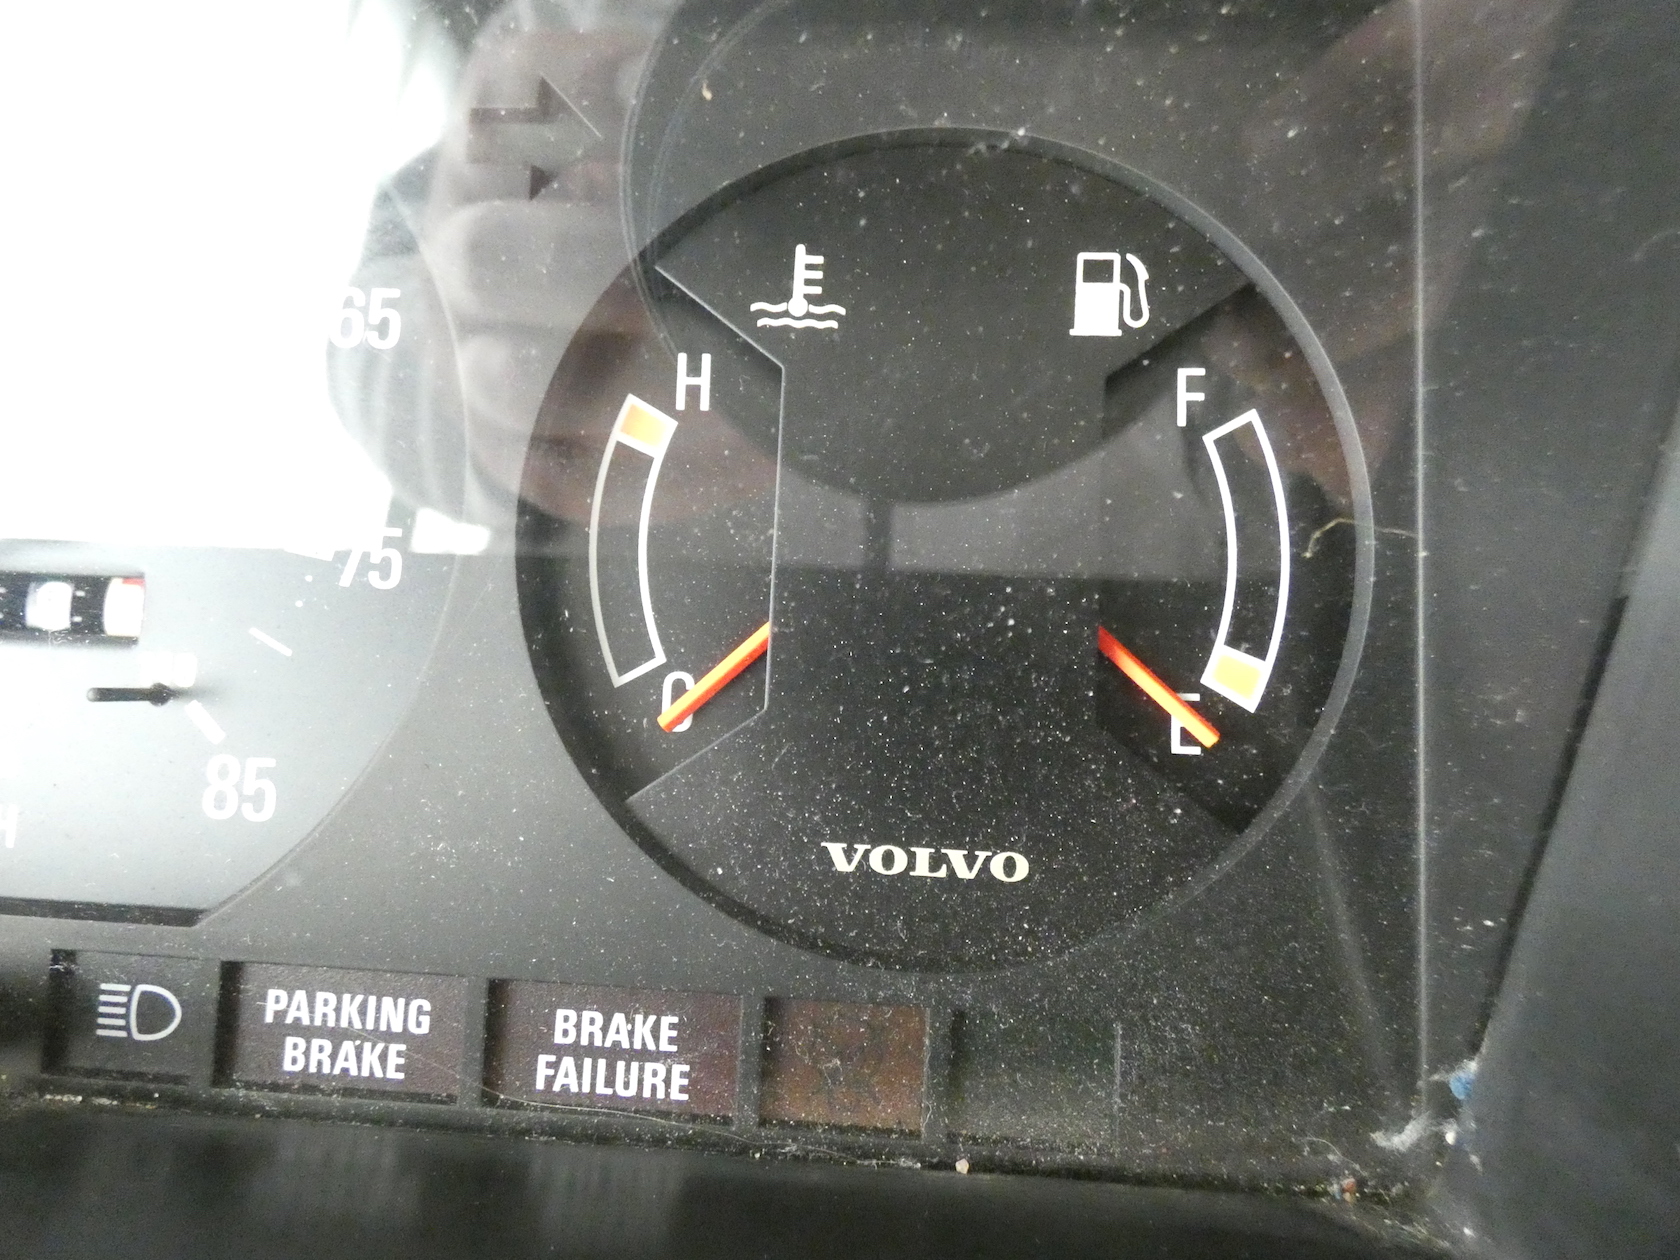 65
H
F
75
C
E
85
VOLVO
PARKING
BRAKE
BRAKE
FAILURE